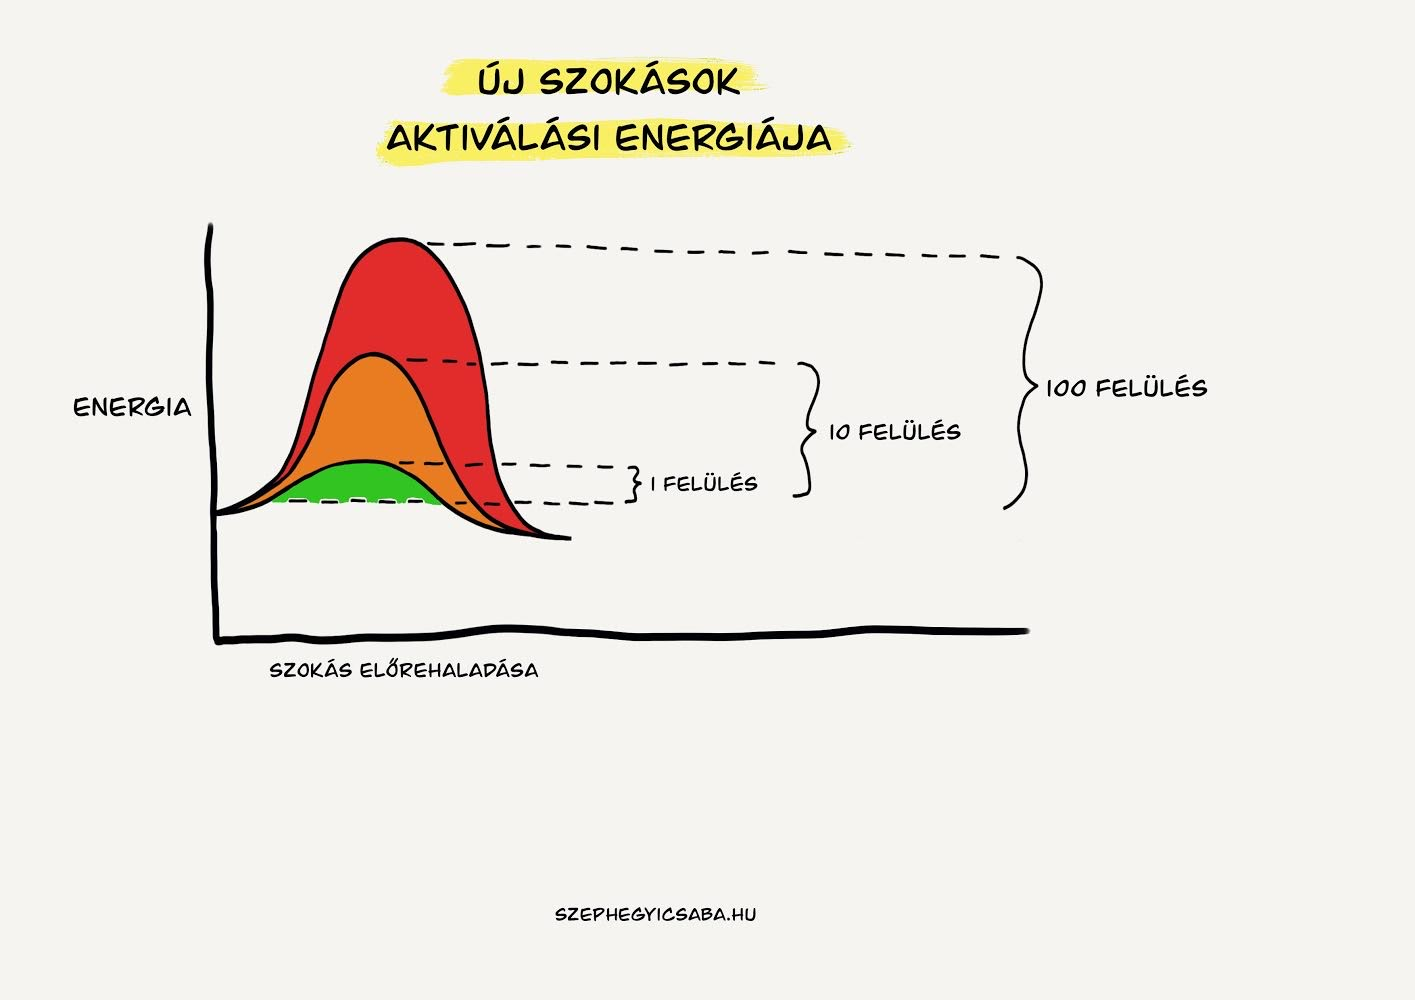 ÚJ SZOKÁSOK
AKTIVÁLÁSI ENERGIÁJA
ENERGIA
100 FELÜLÉS
10 FELÜLÉS
1 FELÜLÉS
SZOKÁS ELŐREHALADÁSA
SZEPHEGYICSABA.HU